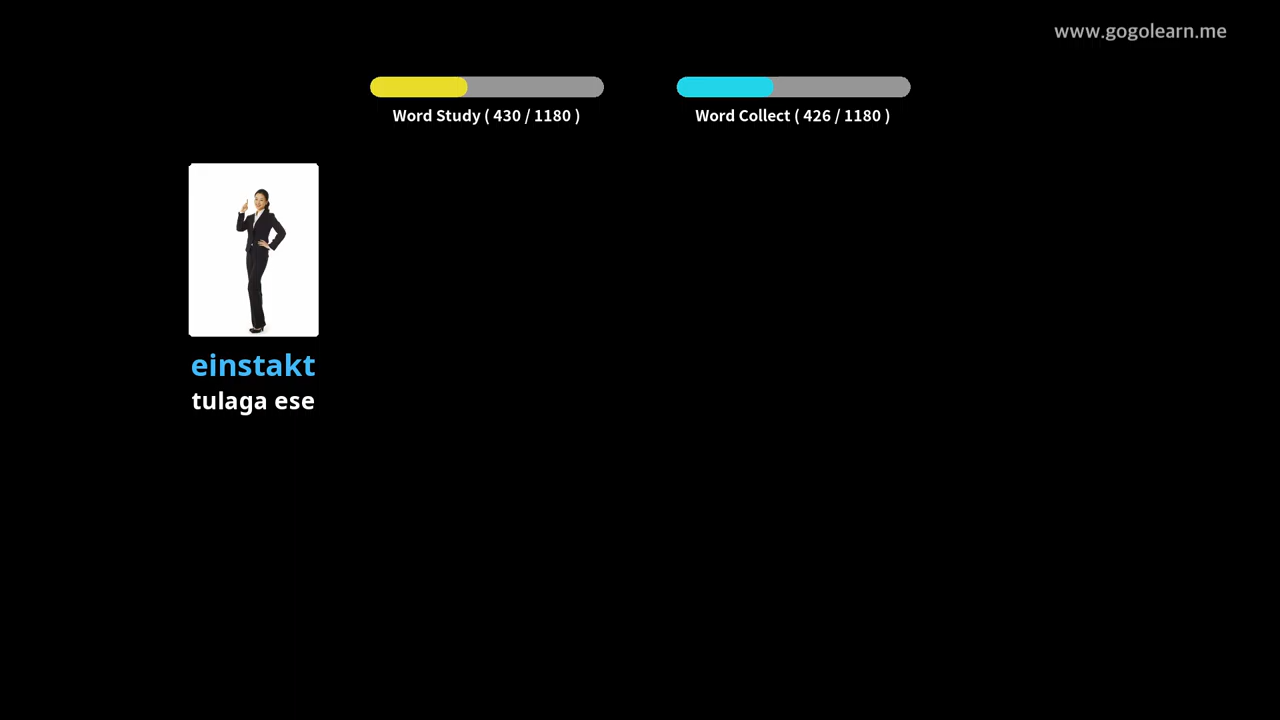 www.gogolearn.me
Word Study ( 430 / 1180 )
Word Collect ( 426 / 1180 )
einstakt
tulaga ese